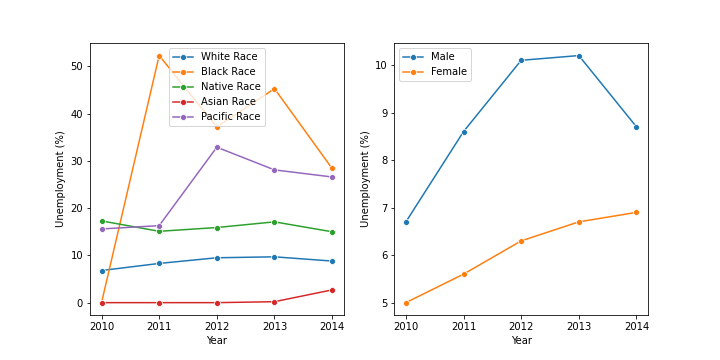 White Race
Black Race
Native Race
Asian Race
Pacific Race
50
40
30
20
10
0
Unemployment (%)
2010 2011 2012 2013 2014
Year
Male
Female
10
9
8
7
6
5
Unemployment (%)
2010 2011 2012 2013 2014
Year